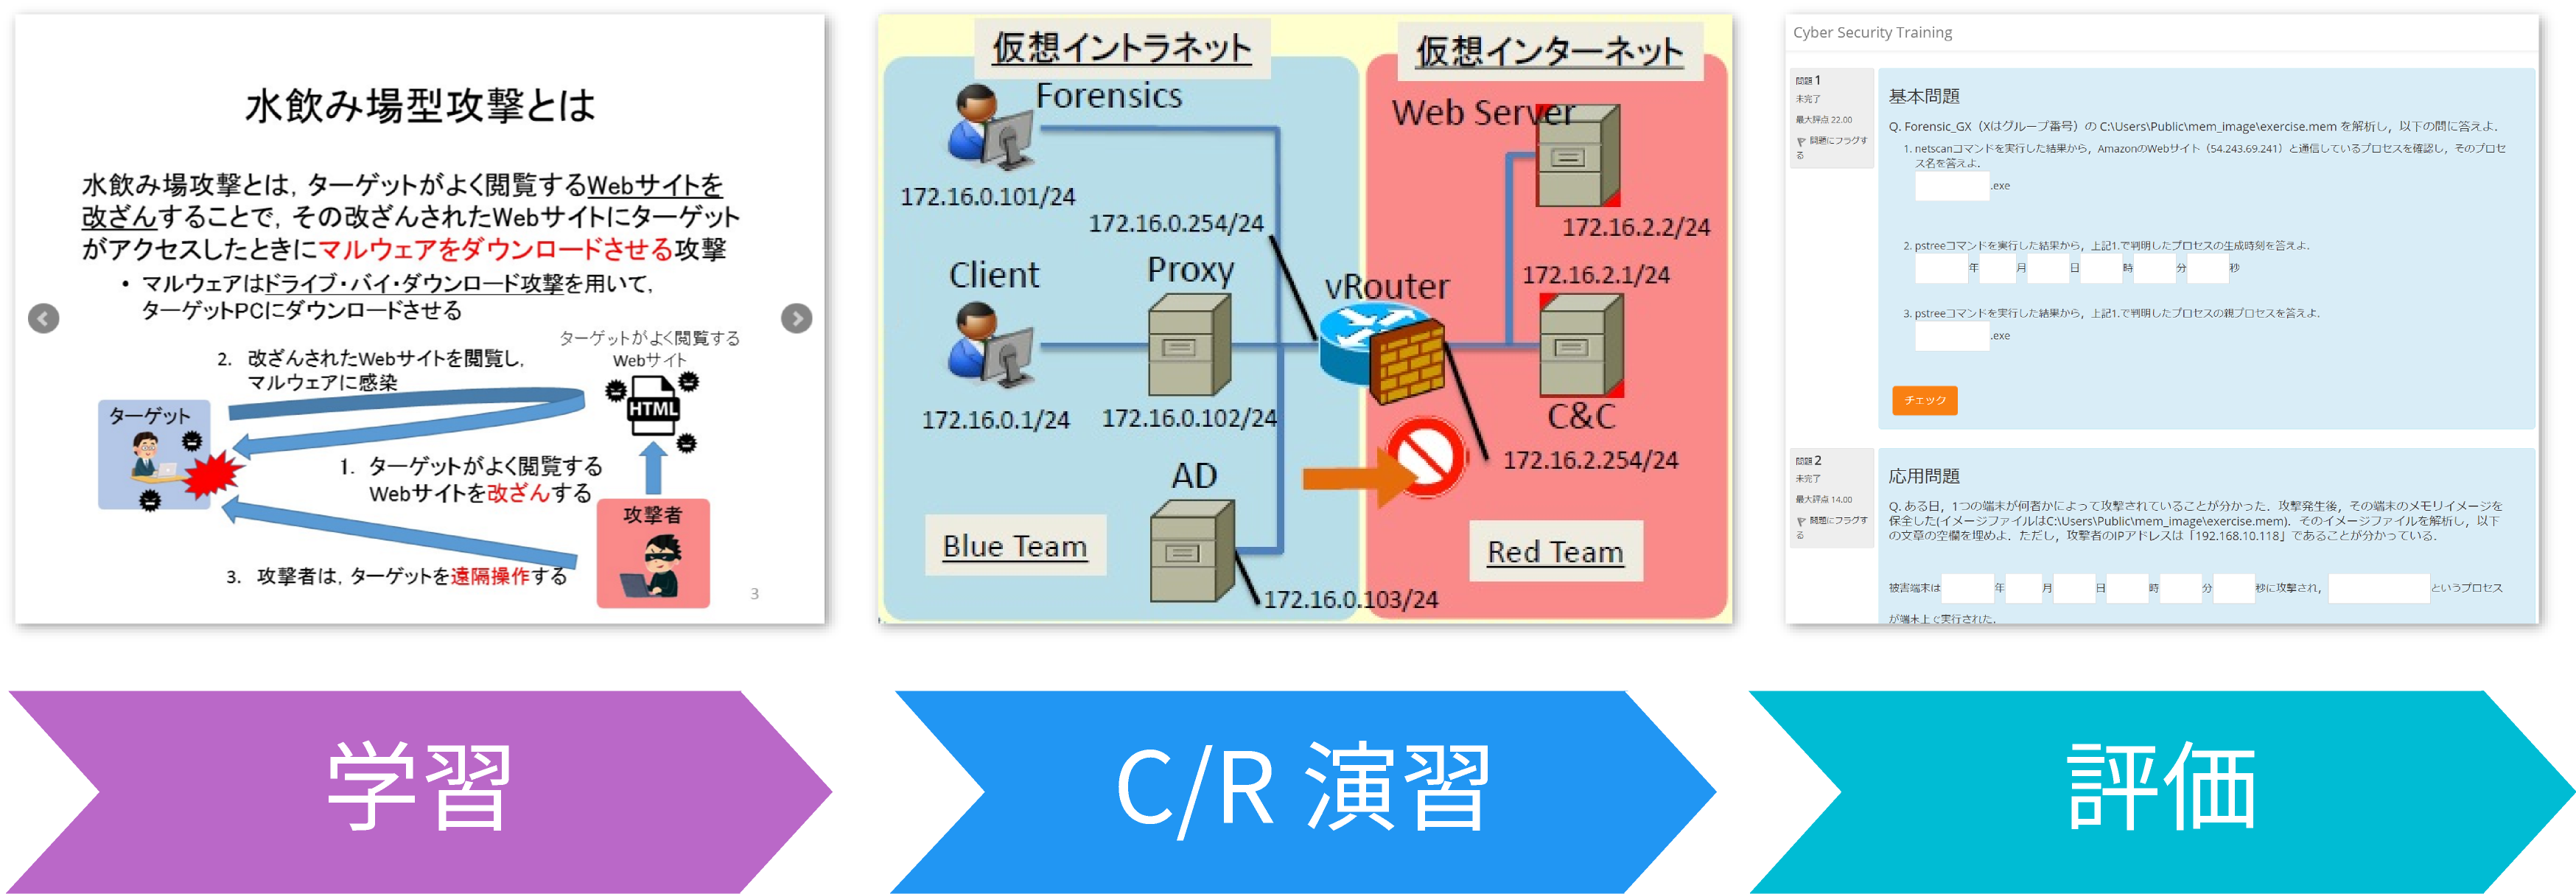 水飲み場型攻撃とは
水飲み場攻撃とは，ターゲットがよく閲覧するWebサイトを
改ざんすることで，その改ざんされたWebサイトにターゲット
がアクセスしたときにマルウェアをダウンロードさせる攻撃
• マルウェアはドライブ・バイ・ダウンロード攻撃を用いて，
ターゲットPCにダウンロードさせる
ターゲットがよく閲覧する
Webサイト
2. 改ざんされたWebサイトを閲覧し，
マルウェアに感染
HTML
ターゲット
1. ターゲットがよく閲覧する
Webサイトを改ざんする
攻撃者
3. 攻撃者は，ターゲットを遠隔操作する
3
仮想イントラネット
仮想インターネット
Forensics
Web Server
172.16.0.101/24
172.16.0.254/24
172.16.2.2/24
Client
Proxy
vRouter
172.16.2.1/24
172.16.0.1/24
172.16.0.102/24
C&C
172.16.2.254/24
AD
Blue Team
Red Team
172.16.0.103/24
Cyber Security Training
問題 1
未完了
最大評点 22.00
問題にフラグす
る
基本問題
Q. Forensic_GX（Xはグループ番号）の C:\Users\Public\mem_image\exercise.mem を解析し，以下の問に答えよ．
1. netscanコマンドを実行した結果から，AmazonのWebサイト（54.243.69.241）と通信しているプロセスを確認し，そのプロセ
ス名を答えよ．
.exe
2. pstreeコマンドを実行した結果から，上記1.で判明したプロセスの生成時刻を答えよ．
年 月 日 時 分 秒
3. pstreeコマンドを実行した結果から，上記1.で判明したプロセスの親プロセスを答えよ．
.exe
チェック
問題 2
未完了
最大評点 14.00
問題にフラグす
る
応用問題
Q. ある日，1つの端末が何者かによって攻撃されていることが分かった．攻撃発生後，その端末のメモリイメージを
保全した(イメージファイルはC:\Users\Public\mem_image\exercise.mem)．そのイメージファイルを解析し，以下
の文章の空欄を埋めよ．ただし，攻撃者のIPアドレスは「192.168.10.118」であることが分かっている．
被害端末は 年 月 日 時 分 秒に攻撃され， というプロセス
が端末上で実行された．
学習
C/R 演習
評価